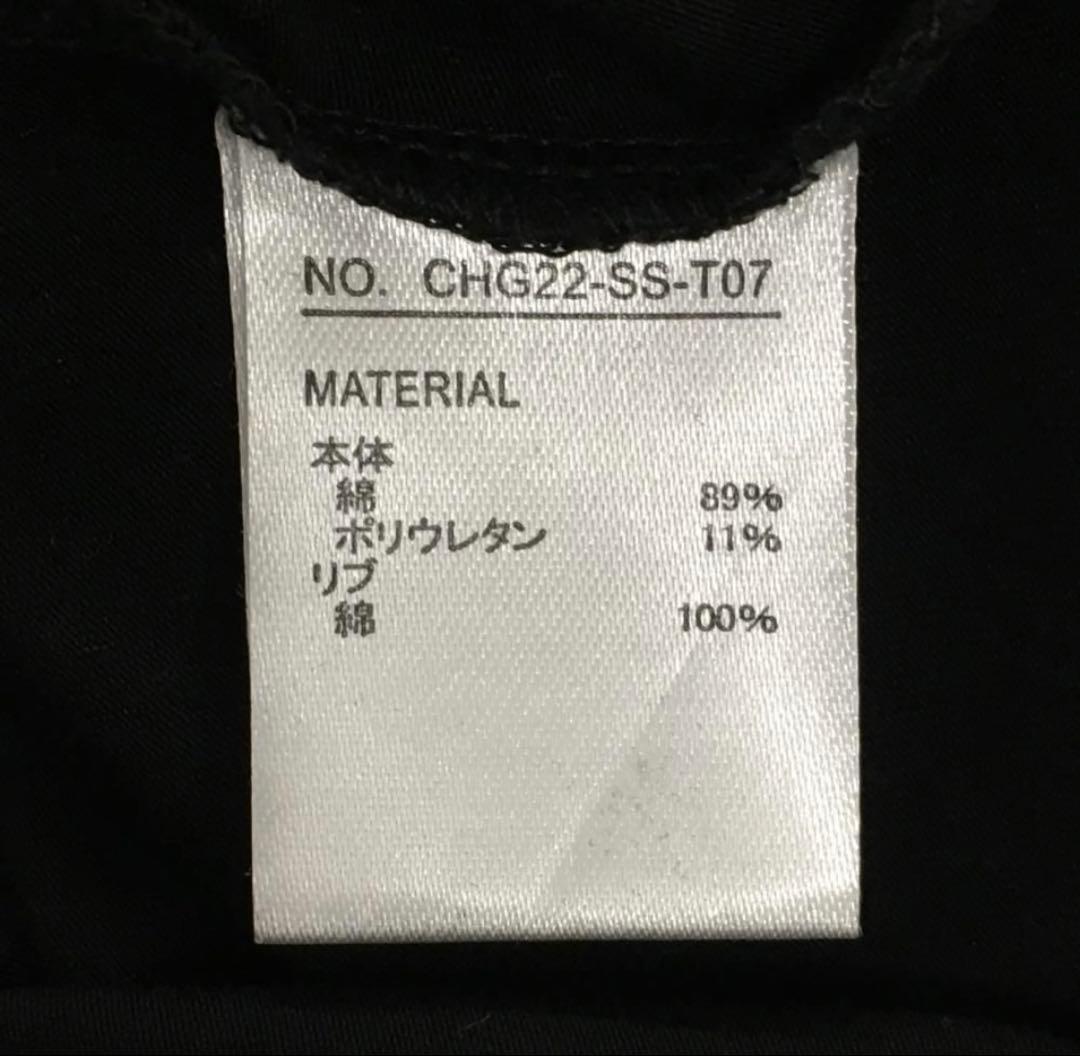 NO. CHG22-SS-T07
MATERIAL
本体
綿 89%
ポリウレタン 11%
リブ
綿 100%